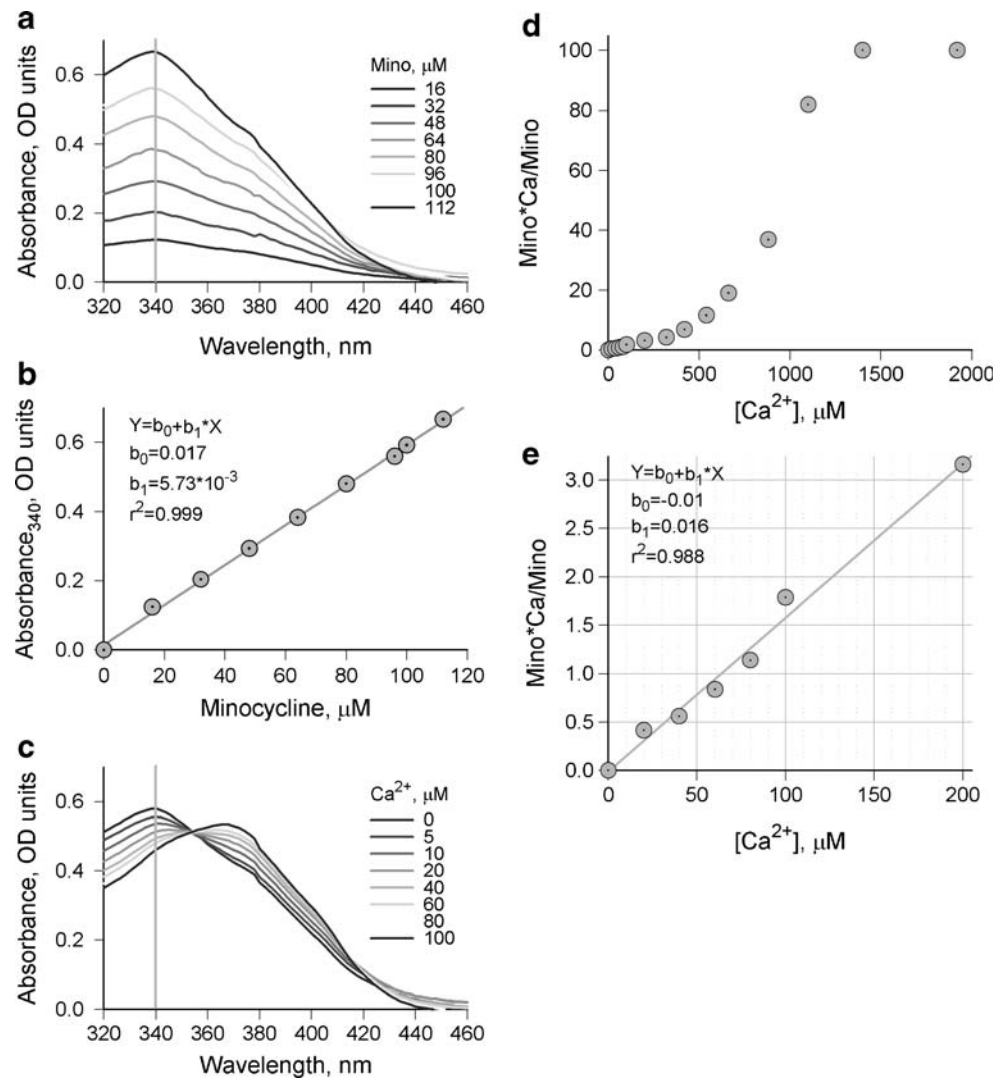 a
Absorbance, OD units
0.6
0.4
0.2
0.0
320 340 360 380 400 420 440 460
Wavelength, nm
Mino, μM
16
32
48
64
80
96
100
112
b
Absorbance₃₄₀, OD units
0.6
0.4
0.2
0.0
Y=b₀+b₁*X
b₀=0.017
b₁=5.73*10⁻³
r²=0.999
0 20 40 60 80 100 120
Minocycline, μM
c
Absorbance, OD units
0.6
0.4
0.2
0.0
Ca²⁺, μM
0
5
10
20
40
60
80
100
320 340 360 380 400 420 440 460
Wavelength, nm
d
Mino*Ca/Mino
100
80
60
40
20
0
0 500 1000 1500 2000
[Ca²⁺], μM
e
Mino*Ca/Mino
3.0
2.5
2.0
1.5
1.0
0.5
0.0
Y=b₀+b₁*X
b₀=-0.01
b₁=0.016
r²=0.988
0 50 100 150 200
[Ca²⁺], μM